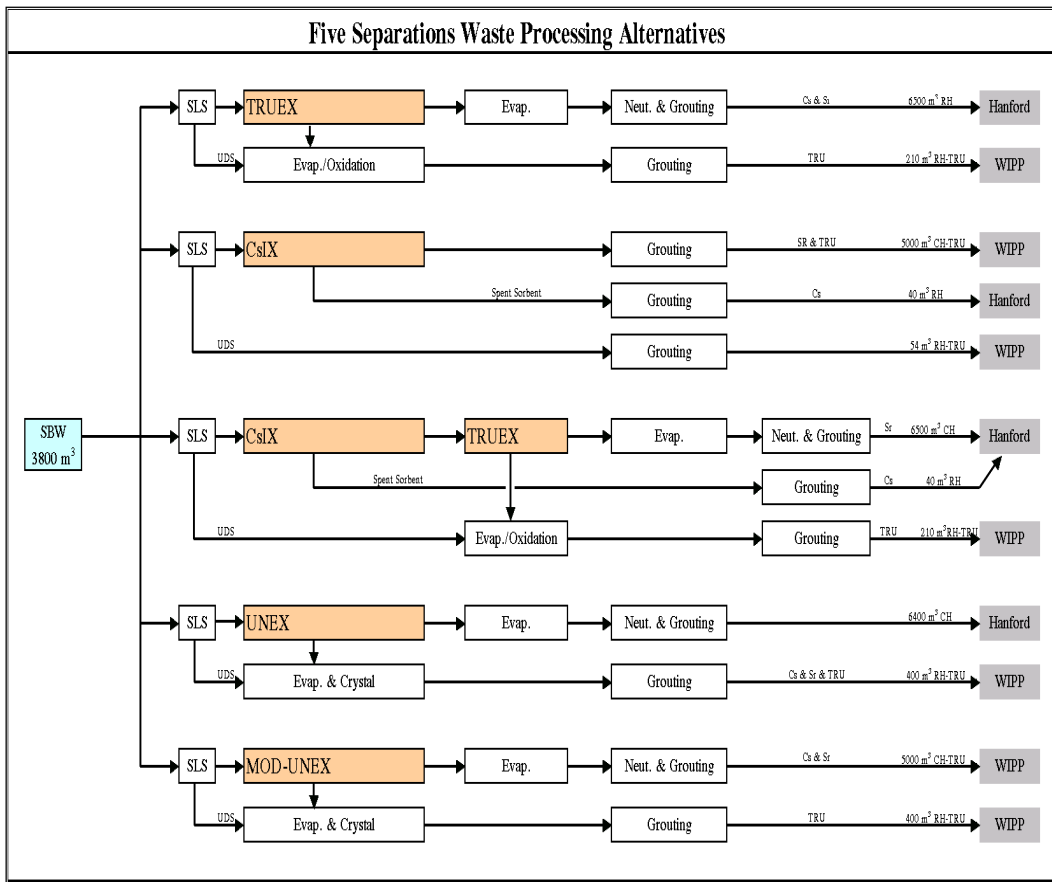 Five Separations Waste Processing Alternatives
SLS
TRUEX
Evap.
Neut. & Grouting
Cs & Sr
6500 m³ RH
Hanford
UDS
Evap./Oxidation
Grouting
TRU
210 m³ RH-TRU
WIPP
SLS
CsIX
Grouting
SR & TRU
5000 m³ CH-TRU
WIPP
Spent Sorbent
Grouting
Cs
40 m³ RH
Hanford
UDS
Grouting
54 m³ RH-TRU
WIPP
SBW
3800 m³
SLS
CsIX
TRUEX
Evap.
Neut. & Grouting
Sr
6500 m³ CH
Hanford
Spent Sorbent
Grouting
Cs
40 m³ RH
UDS
Evap./Oxidation
Grouting
TRU
210 m³RH-TRU
WIPP
SLS
UNEX
Evap.
Neut. & Grouting
6400 m³ CH
Hanford
UDS
Evap. & Crystal
Grouting
Cs & Sr & TRU
400 m³ RH-TRU
WIPP
SLS
MOD-UNEX
Evap.
Neut. & Grouting
Cs & Sr
5000 m³ CH-TRU
WIPP
UDS
Evap. & Crystal
Grouting
TRU
400 m³ RH-TRU
WIPP